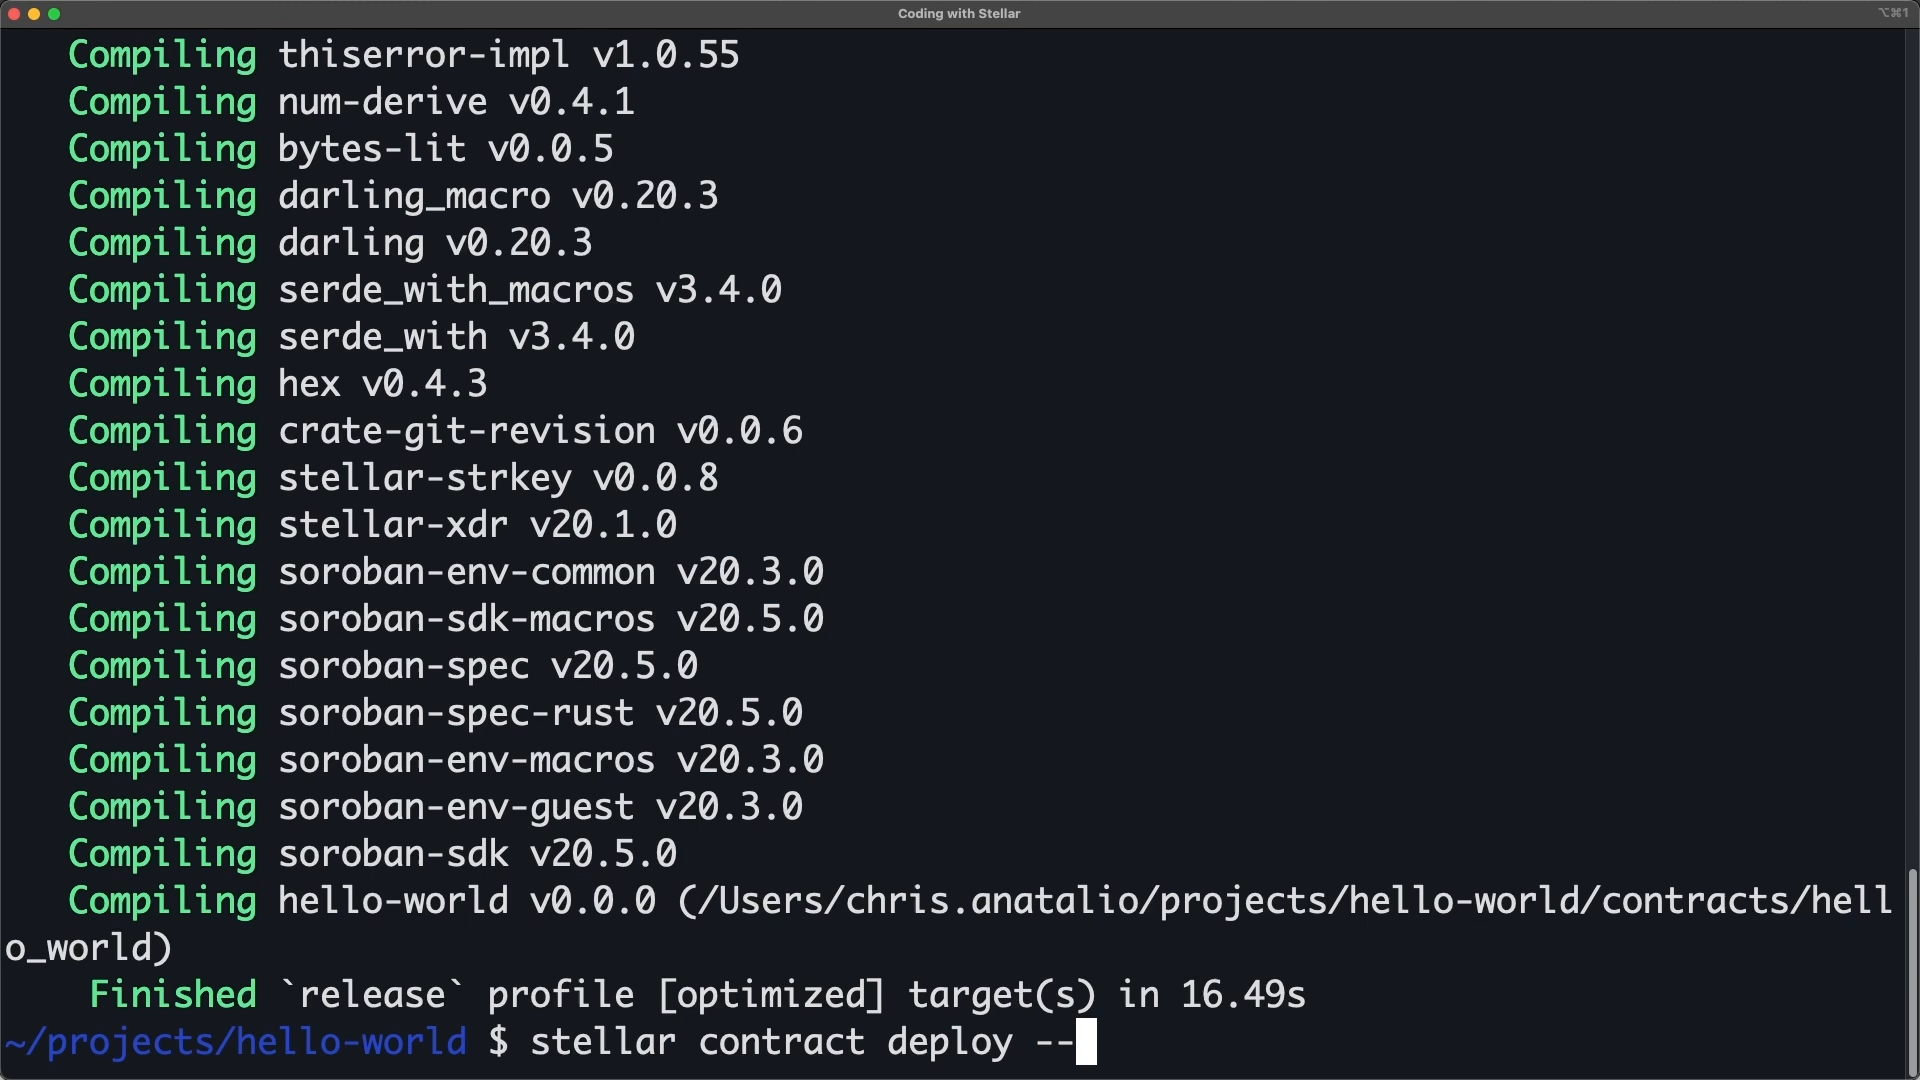 Coding with Stellar
⌥⌘1
Compiling thiserror-impl v1.0.55
Compiling num-derive v0.4.1
Compiling bytes-lit v0.0.5
Compiling darling_macro v0.20.3
Compiling darling v0.20.3
Compiling serde_with_macros v3.4.0
Compiling serde_with v3.4.0
Compiling hex v0.4.3
Compiling crate-git-revision v0.0.6
Compiling stellar-strkey v0.0.8
Compiling stellar-xdr v20.1.0
Compiling soroban-env-common v20.3.0
Compiling soroban-sdk-macros v20.5.0
Compiling soroban-spec v20.5.0
Compiling soroban-spec-rust v20.5.0
Compiling soroban-env-macros v20.3.0
Compiling soroban-env-guest v20.3.0
Compiling soroban-sdk v20.5.0
Compiling hello-world v0.0.0 (/Users/chris.anatalio/projects/hello-world/contracts/hell
o_world)
Finished `release` profile [optimized] target(s) in 16.49s
~/projects/hello-world $ stellar contract deploy --